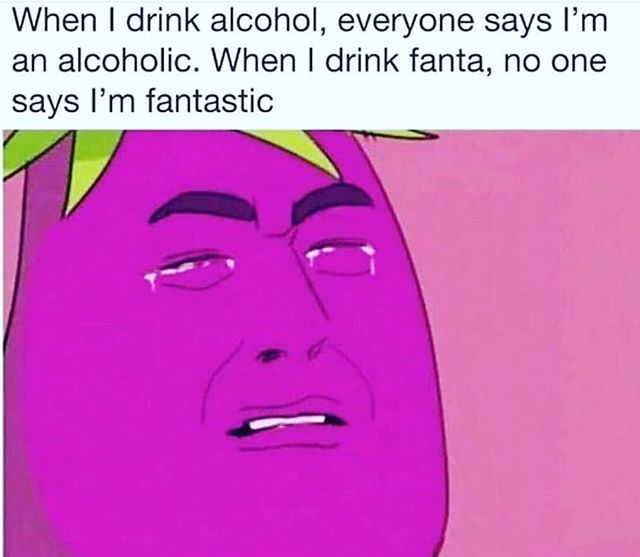 When I drink alcohol, everyone says I’m
an alcoholic. When I drink fanta, no one
says I’m fantastic